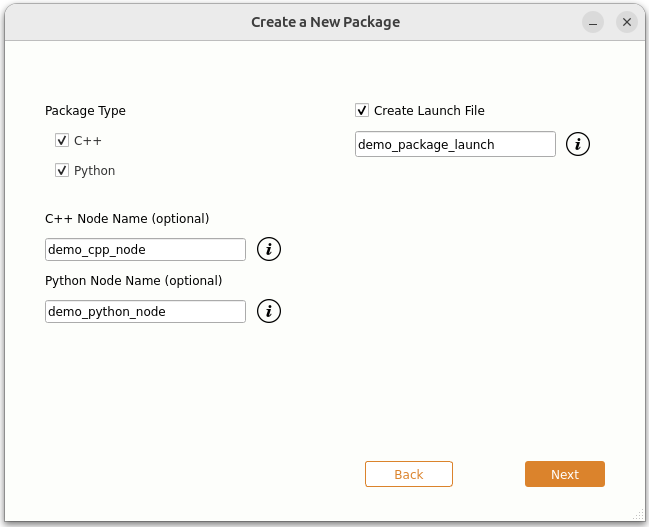 Create a New Package
Package Type
C++
Python
Create Launch File
demo_package_launch
C++ Node Name (optional)
demo_cpp_node
Python Node Name (optional)
demo_python_node
Back
Next